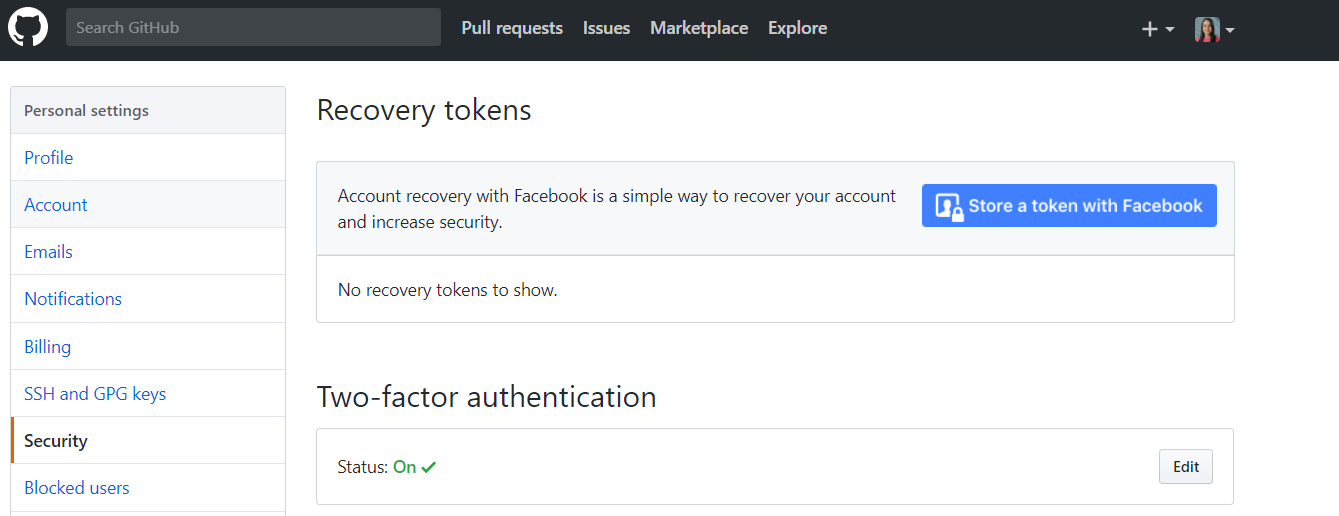 Search GitHub
Pull requests Issues Marketplace Explore
Personal settings
Profile
Account
Emails
Notifications
Billing
SSH and GPG keys
Security
Blocked users
Recovery tokens
Account recovery with Facebook is a simple way to recover your account
and increase security.
Store a token with Facebook
No recovery tokens to show.
Two-factor authentication
Status: On
Edit